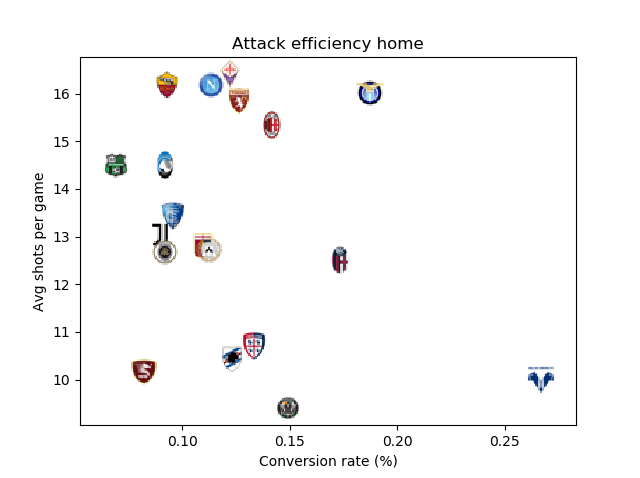 Attack efficiency home
Avg shots per game
16
15
14
13
12
11
10
N
0.10
0.15
0.20
0.25
Conversion rate (%)